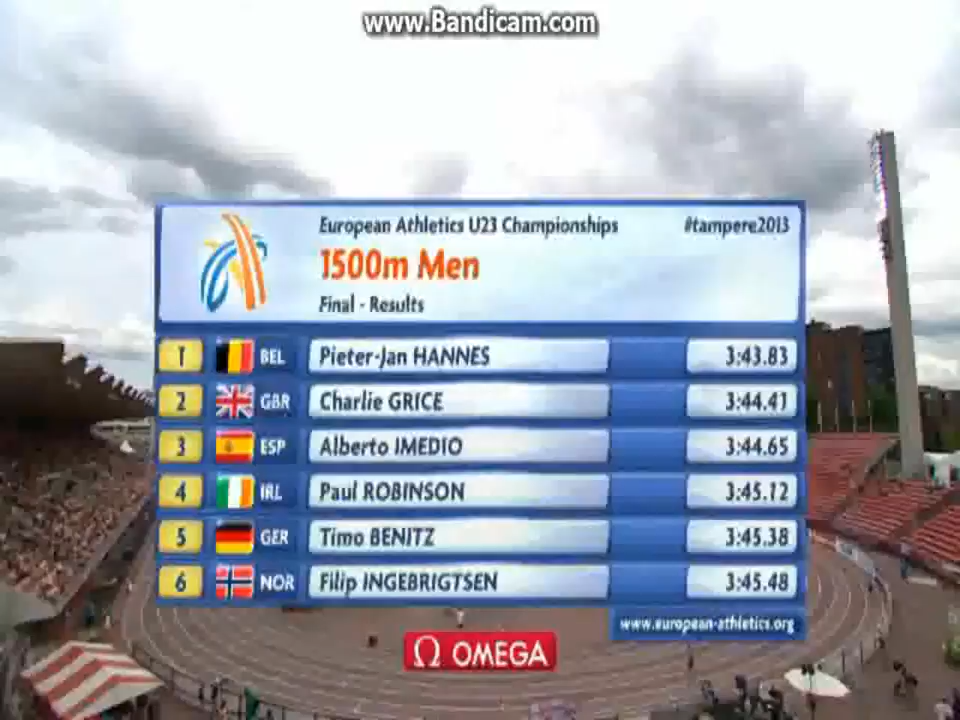 www.Bandicam.com
European Athletics U23 Championships #tampere2013
1500m Men
Final - Results
1 BEL Pieter-Jan HANNES 3:43.83
2 GBR Charlie GRICE 3:44.41
3 ESP Alberto IMEDIO 3:44.65
4 IRL Paul ROBINSON 3:45.12
5 GER Timo BENITZ 3:45.38
6 NOR Filip INGEBRIGTSEN 3:45.48
www.european-athletics.org
Ω OMEGA